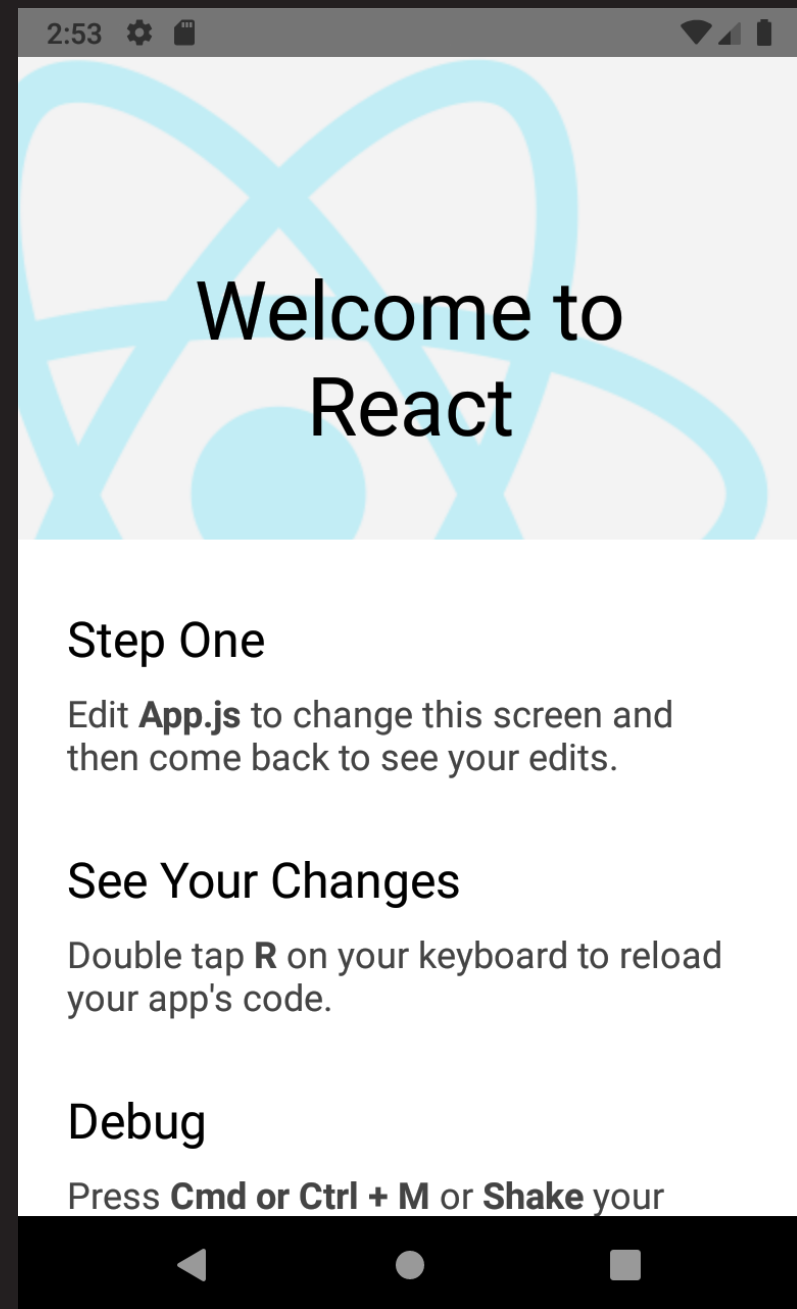 2:53
Welcome to
React
Step One
Edit App.js to change this screen and
then come back to see your edits.
See Your Changes
Double tap R on your keyboard to reload
your app's code.
Debug
Press Cmd or Ctrl + M or Shake your